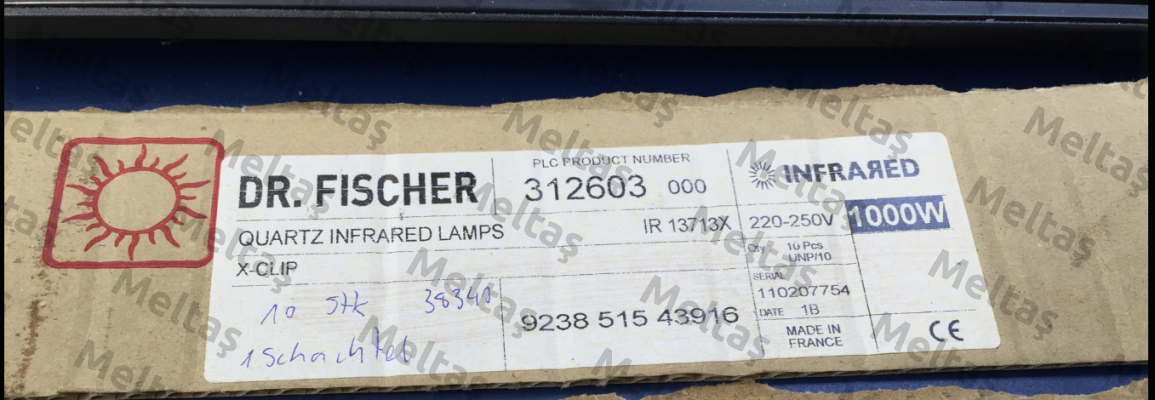 DR. FISCHER
QUARTZ INFRARED LAMPS
X-CLIP
10 Stk 38340
1 Schachtel
PLC PRODUCT NUMBER
312603 000
IR 13713X
9238 515 43916
INFRARED
220-250V 1000W
Qty 10 Pcs
UNP/10
SERIAL
110207754
DATE 1B
MADE IN
FRANCE
CE
Meltaş